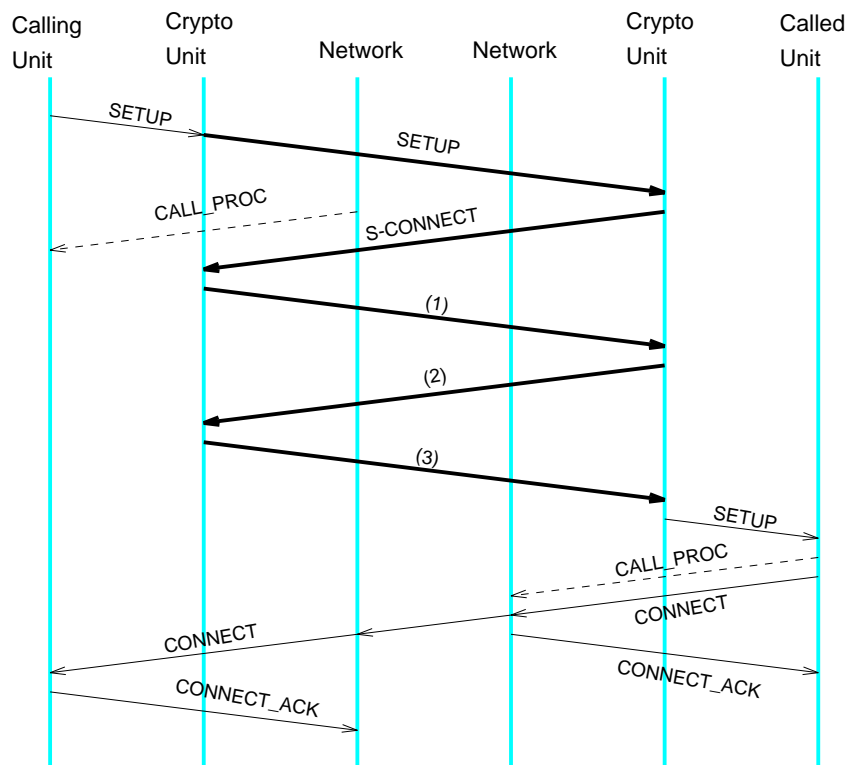 Calling
Unit
Crypto
Unit
Network
Network
Crypto
Unit
Called
Unit
SETUP
SETUP
CALL_PROC
S-CONNECT
(1)
(2)
(3)
SETUP
CALL_PROC
CONNECT
CONNECT
CONNECT_ACK
CONNECT_ACK